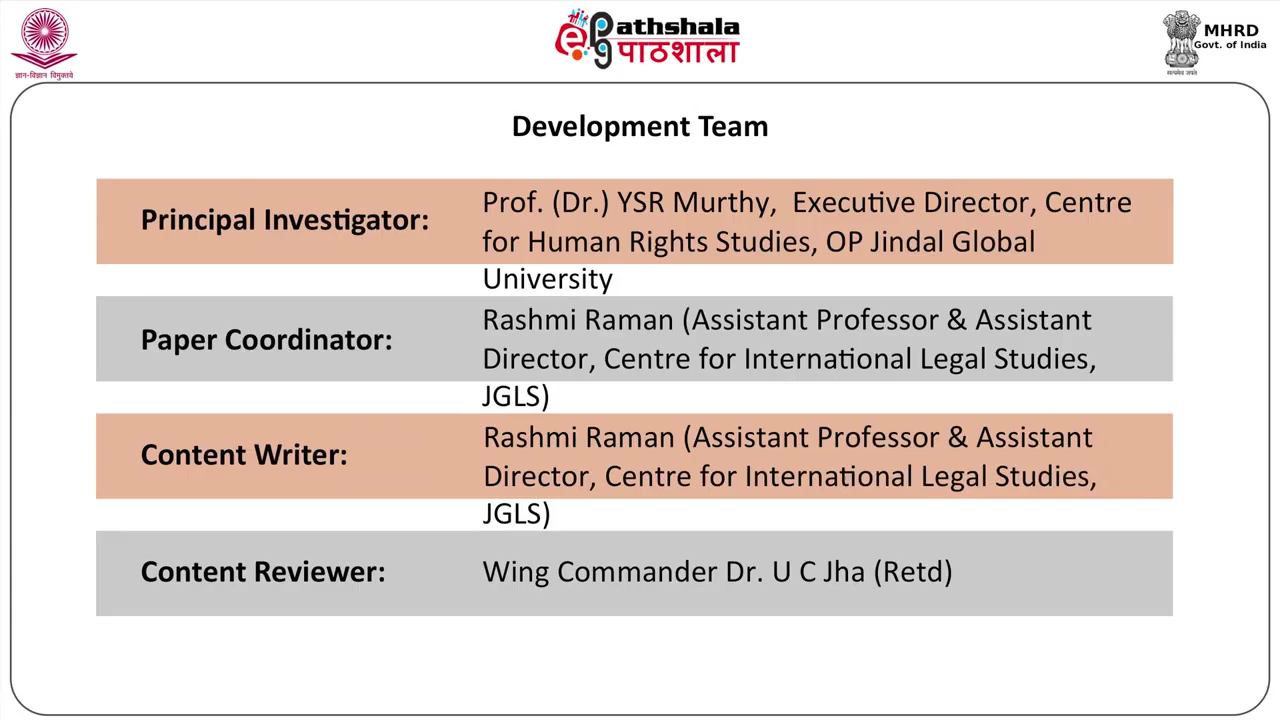 ज्ञान-विज्ञान विमुक्तये
ePathshala
पाठशाला
MHRD
Govt. of India
सत्यमेव जयते
Development Team
Principal Investigator:
Prof. (Dr.) YSR Murthy, Executive Director, Centre
for Human Rights Studies, OP Jindal Global
University
Paper Coordinator:
Rashmi Raman (Assistant Professor & Assistant
Director, Centre for International Legal Studies,
JGLS)
Content Writer:
Rashmi Raman (Assistant Professor & Assistant
Director, Centre for International Legal Studies,
JGLS)
Content Reviewer:
Wing Commander Dr. U C Jha (Retd)